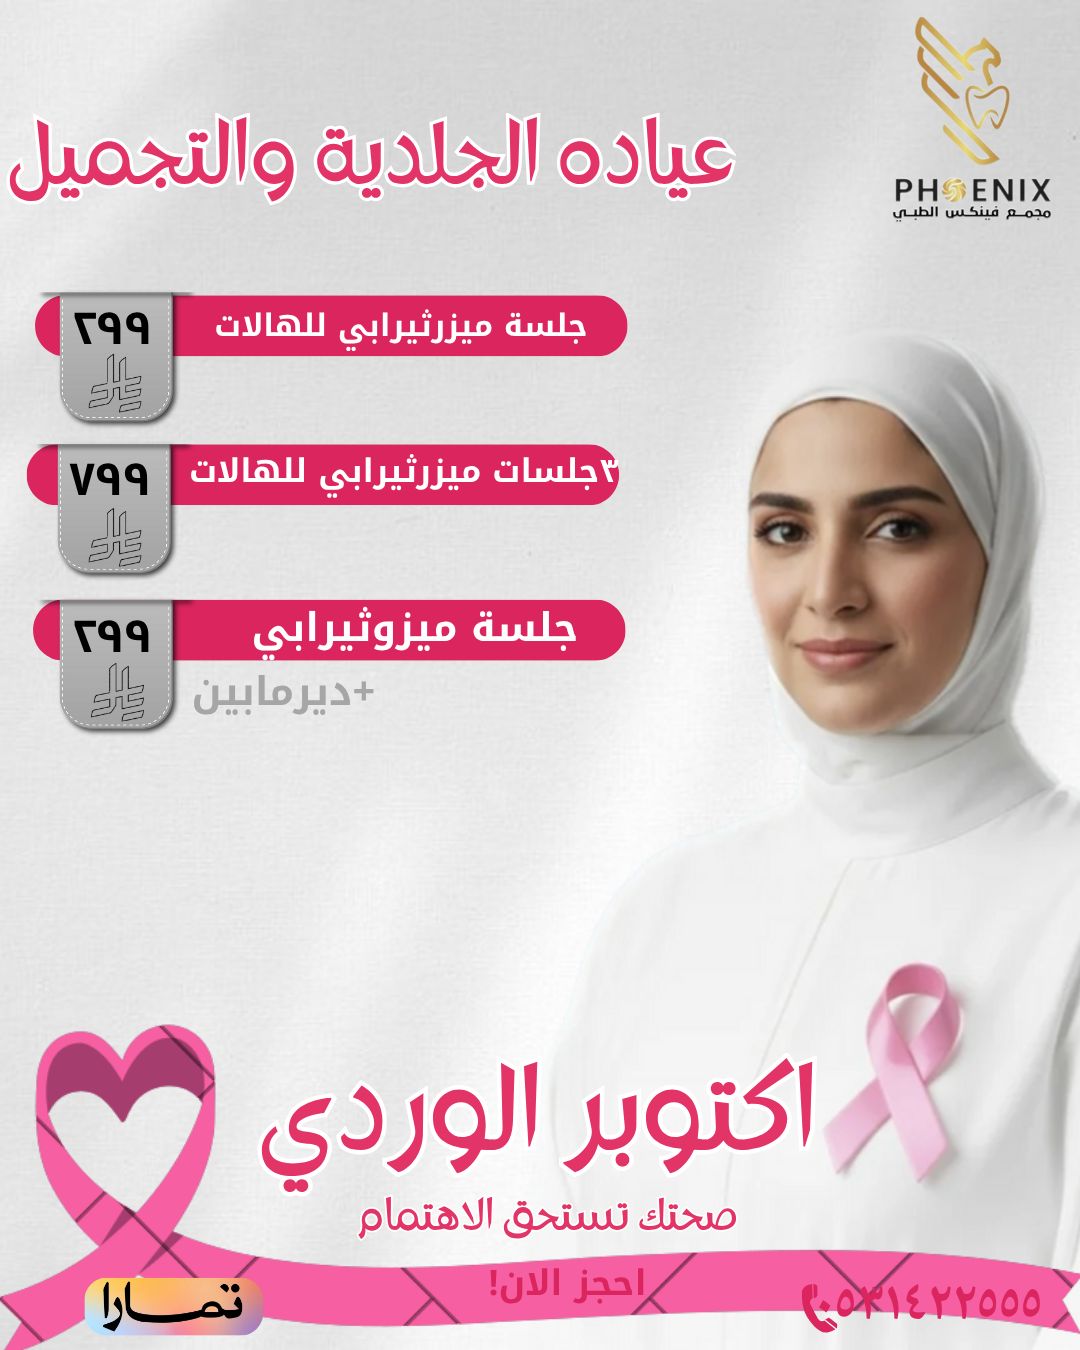 PHOENIX
مجمع فينكس الطبي
عياده الجلدية والتجميل
جلسة ميزرثيرابي للهالات
٢٩٩
٣جلسات ميزرثيرابي للهالات
٧٩٩
جلسة ميزوثيرابي
٢٩٩
+ديرمابين
اكتوبر الوردي
صحتك تستحق الاهتمام
احجز الان!
٠٥٣١٤٢٢٥٥٥
تمارا